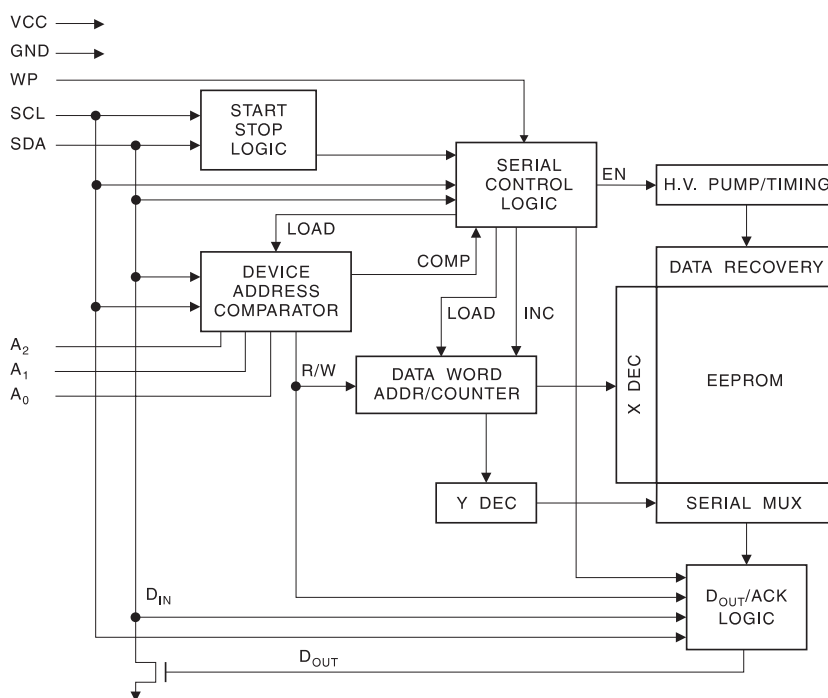 VCC
GND
WP
SCL
SDA
START
STOP
LOGIC
SERIAL
CONTROL
LOGIC
EN
H.V. PUMP/TIMING
LOAD
COMP
DEVICE
ADDRESS
COMPARATOR
DATA RECOVERY
LOAD
INC
A2
A1
A0
R/W
DATA WORD
ADDR/COUNTER
X DEC
EEPROM
Y DEC
SERIAL MUX
DIN
DOUT/ACK
LOGIC
DOUT